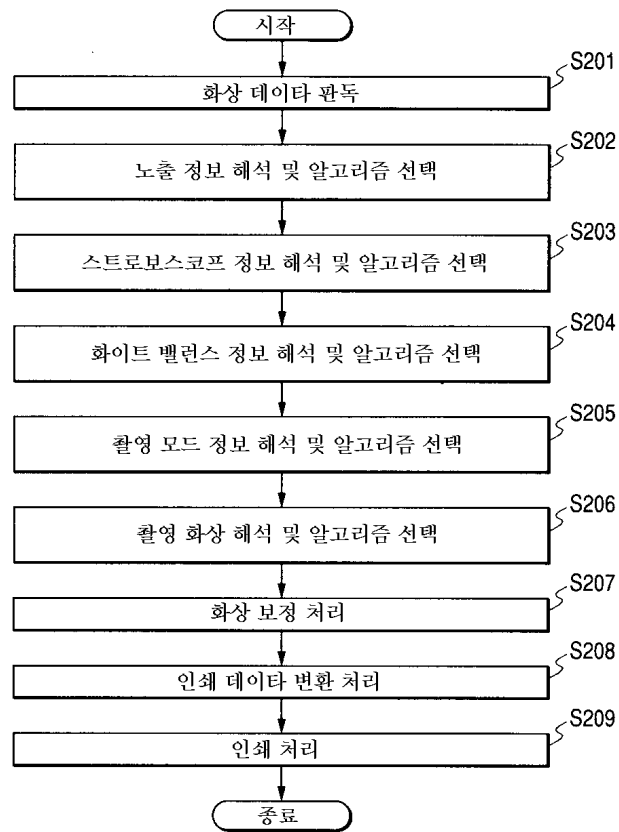 시작
S201
화상 데이타 판독
S202
노출 정보 해석 및 알고리즘 선택
S203
스트로보스코프 정보 해석 및 알고리즘 선택
S204
화이트 밸런스 정보 해석 및 알고리즘 선택
S205
촬영 모드 정보 해석 및 알고리즘 선택
S206
촬영 화상 해석 및 알고리즘 선택
S207
화상 보정 처리
S208
인쇄 데이타 변환 처리
S209
인쇄 처리
종료